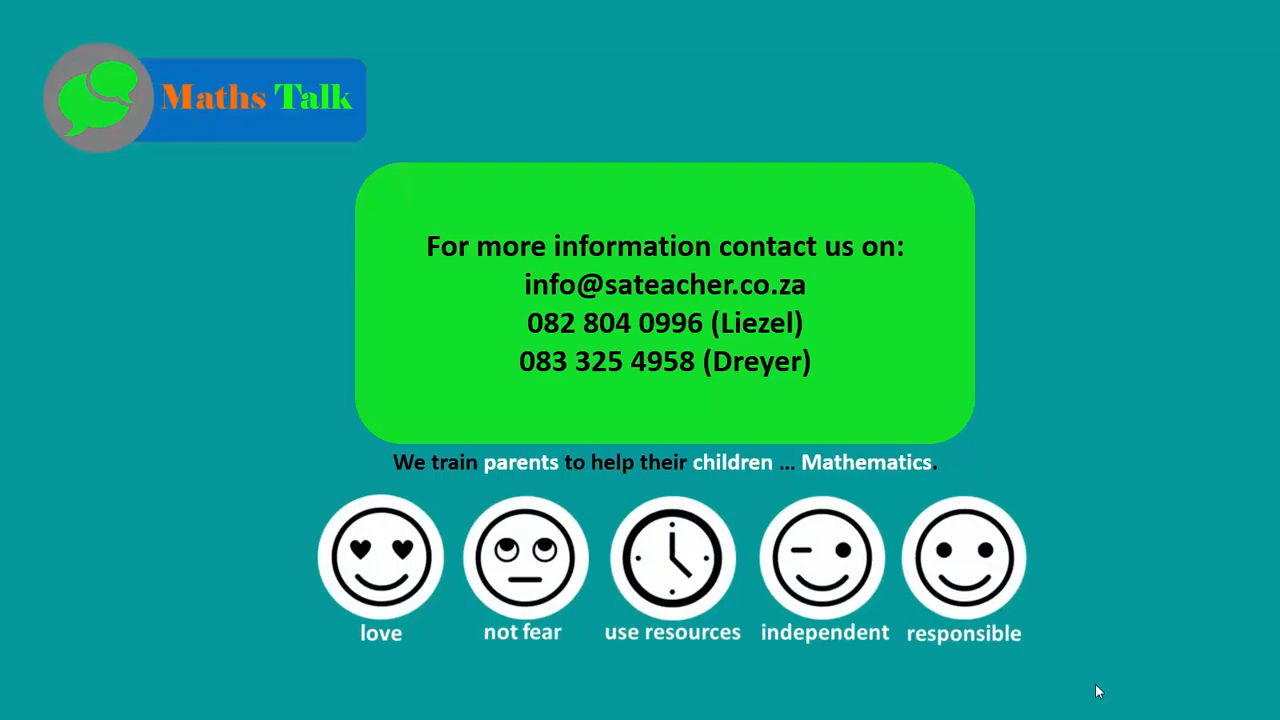 Maths Talk
For more information contact us on:
info@sateacher.co.za
082 804 0996 (Liezel)
083 325 4958 (Dreyer)
We train parents to help their children ... Mathematics.
love
not fear
use resources
independent
responsible